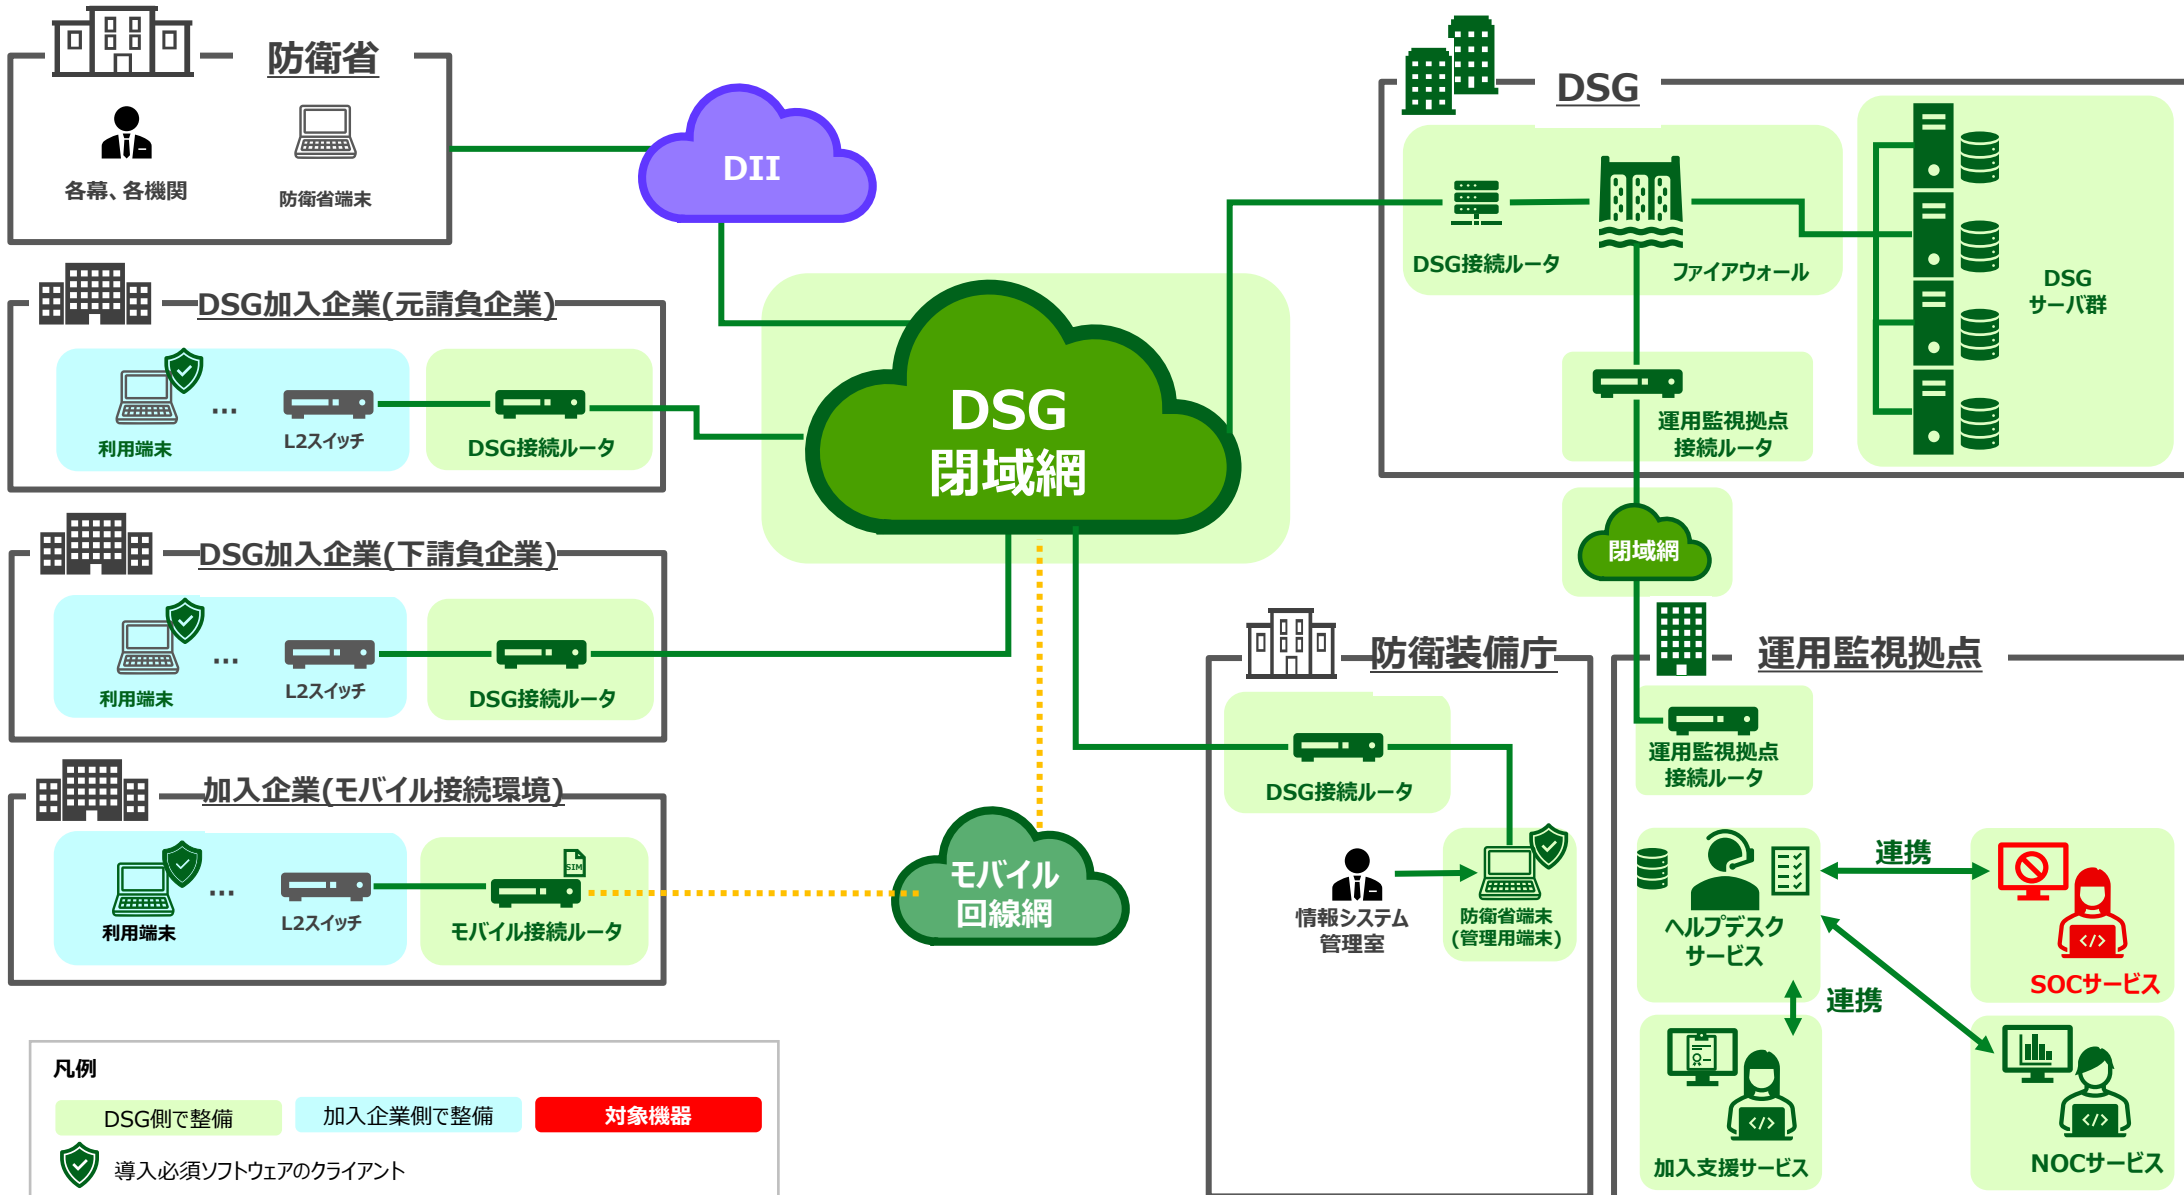 防衛省
各幕、各機関
防衛省端末
DII
DSG加入企業(元請負企業)
利用端末
...
L2スイッチ
DSG接続ルータ
DSG加入企業(下請負企業)
利用端末
...
L2スイッチ
DSG接続ルータ
加入企業(モバイル接続環境)
利用端末
...
L2スイッチ
SIM
モバイル接続ルータ
DSG
閉域網
モバイル
回線網
DSG
DSG接続ルータ
ファイアウォール
DSG
サーバ群
運用監視拠点
接続ルータ
閉域網
防衛装備庁
DSG接続ルータ
情報システム
管理室
防衛省端末
(管理用端末)
運用監視拠点
運用監視拠点
接続ルータ
ヘルプデスク
サービス
連携
</>
SOCサービス
連携
</>
加入支援サービス
</>
NOCサービス
凡例
DSG側で整備
加入企業側で整備
対象機器
導入必須ソフトウェアのクライアント